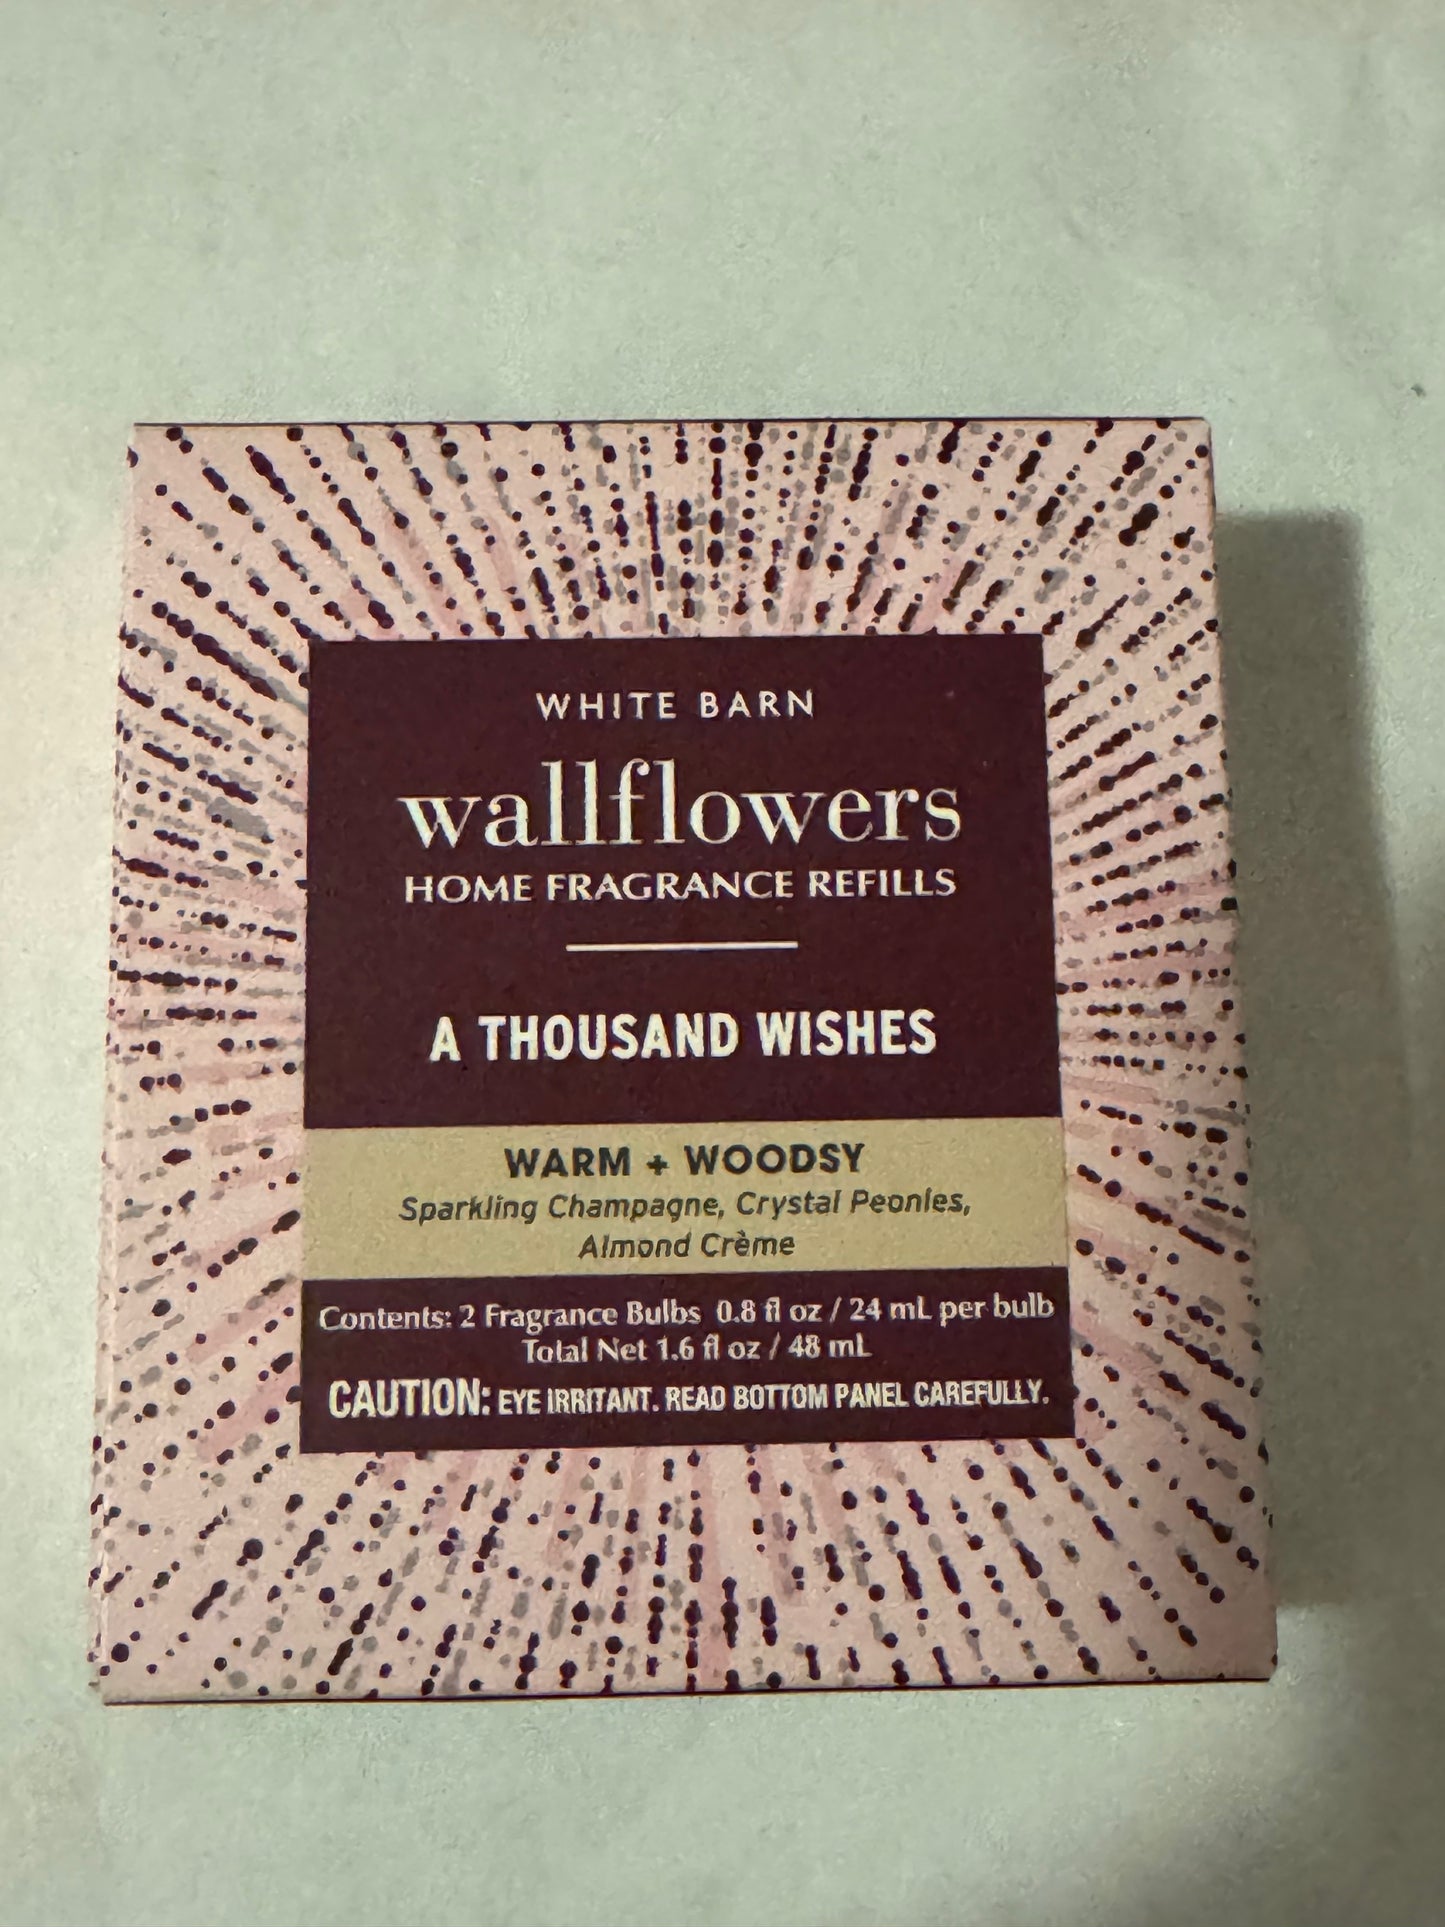 WHITE BARN
wallflowers
HOME FRAGRANCE REFILLS
A THOUSAND WISHES
WARM + WOODSY
Sparkling Champagne, Crystal Peonies,
Almond Crème
Contents: 2 Fragrance Bulbs 0.8 fl oz / 24 mL per bulb
Total Net 1.6 fl oz / 48 mL
CAUTION: EYE IRRITANT. READ BOTTOM PANEL CAREFULLY.